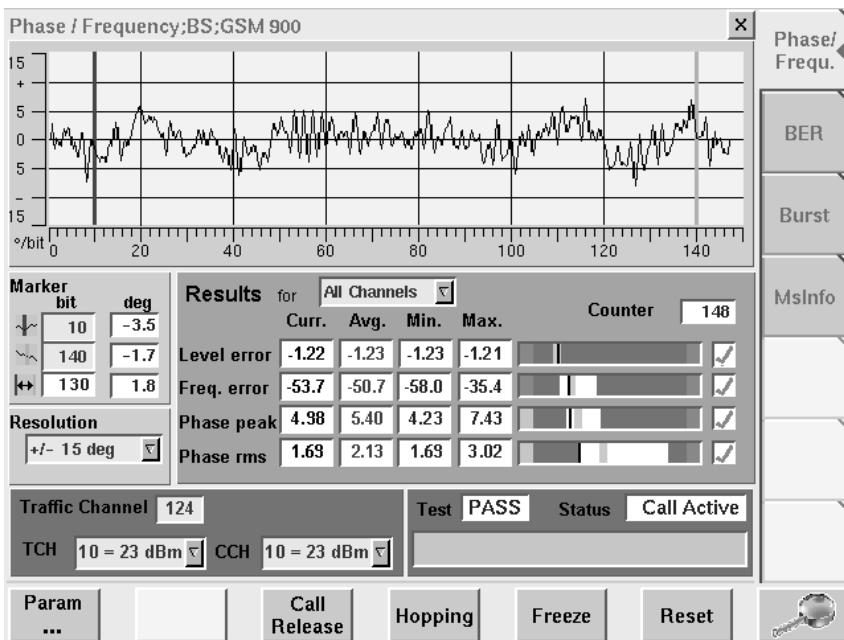 Phase / Frequency;BS;GSM 900 x
Phase/
Frequ.
15
+
5
0
5
–
15
°/bit 0 20 40 60 80 100 120 140
BER
Burst
MsInfo
Marker
bit deg
10 -3.5
140 -1.7
130 1.8
Resolution
+/- 15 deg
Results for All Channels
Counter 148
Curr. Avg. Min. Max.
Level error -1.22 -1.23 -1.23 -1.21
Freq. error -53.7 -50.7 -58.0 -35.4
Phase peak 4.98 5.40 4.23 7.43
Phase rms 1.69 2.13 1.69 3.02
Traffic Channel 124
TCH 10 = 23 dBm CCH 10 = 23 dBm
Test PASS Status Call Active
Param
...
Call
Release
Hopping
Freeze
Reset